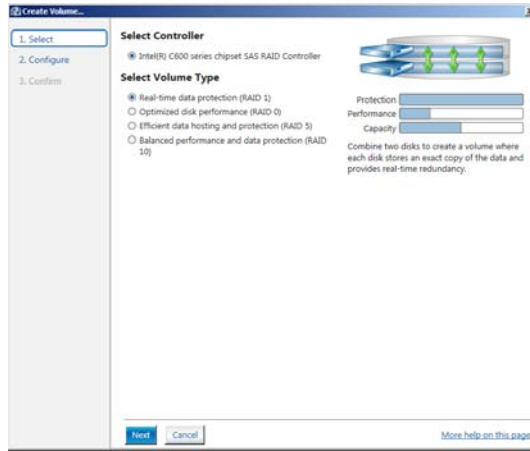 Create Volume...
1. Select
2. Configure
3. Confirm
Select Controller
Intel(R) C600 series chipset SAS RAID Controller
Select Volume Type
Real-time data protection (RAID 1)
Optimized disk performance (RAID 0)
Efficient data hosting and protection (RAID 5)
Balanced performance and data protection (RAID
10)
Protection
Performance
Capacity
Combine two disks to create a volume where
each disk stores an exact copy of the data and
provides real-time redundancy.
Next
Cancel
More help on this page